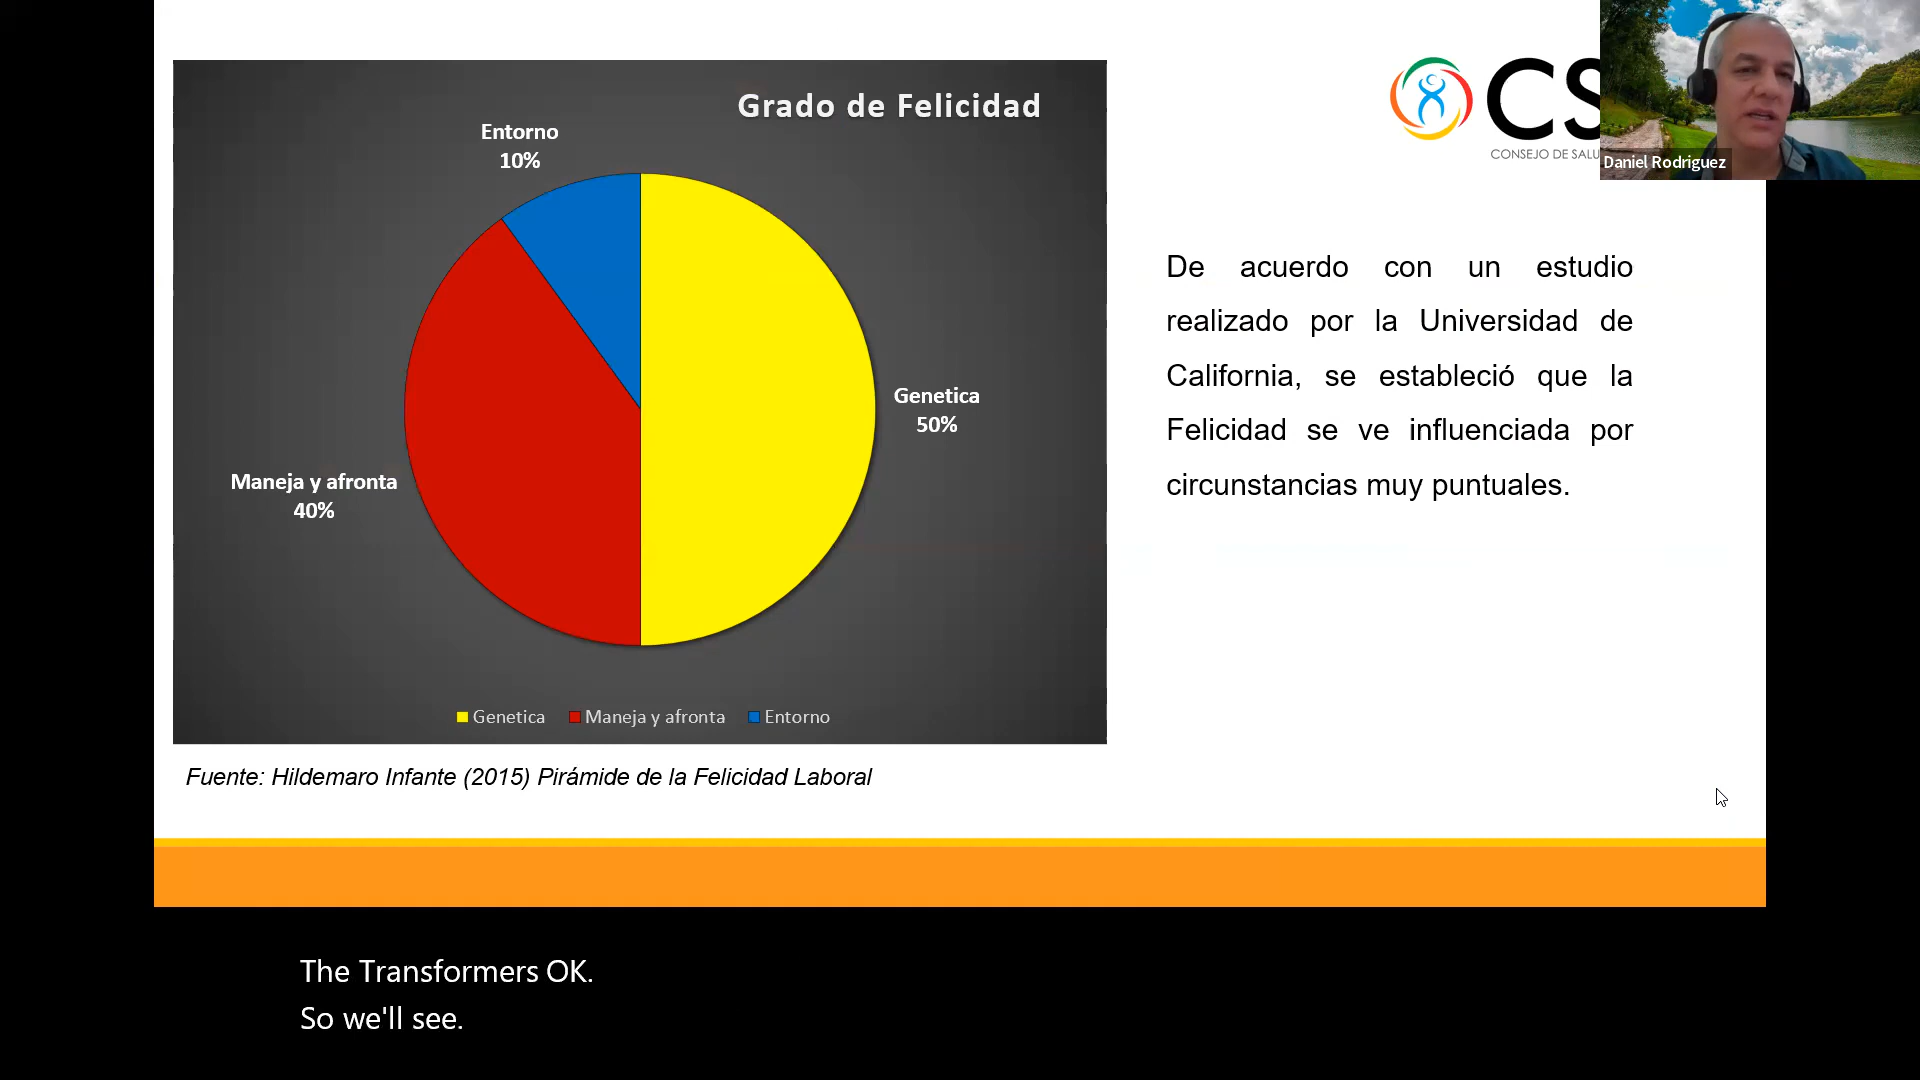 Grado de Felicidad
Entorno
10%
Genetica
50%
Maneja y afronta
40%
Genetica Maneja y afronta Entorno
Fuente: Hildemaro Infante (2015) Pirámide de la Felicidad Laboral
CS
CONSEJO DE SALU
Daniel Rodriguez
De acuerdo con un estudio
realizado por la Universidad de
California, se estableció que la
Felicidad se ve influenciada por
circunstancias muy puntuales.
The Transformers OK.
So we'll see.